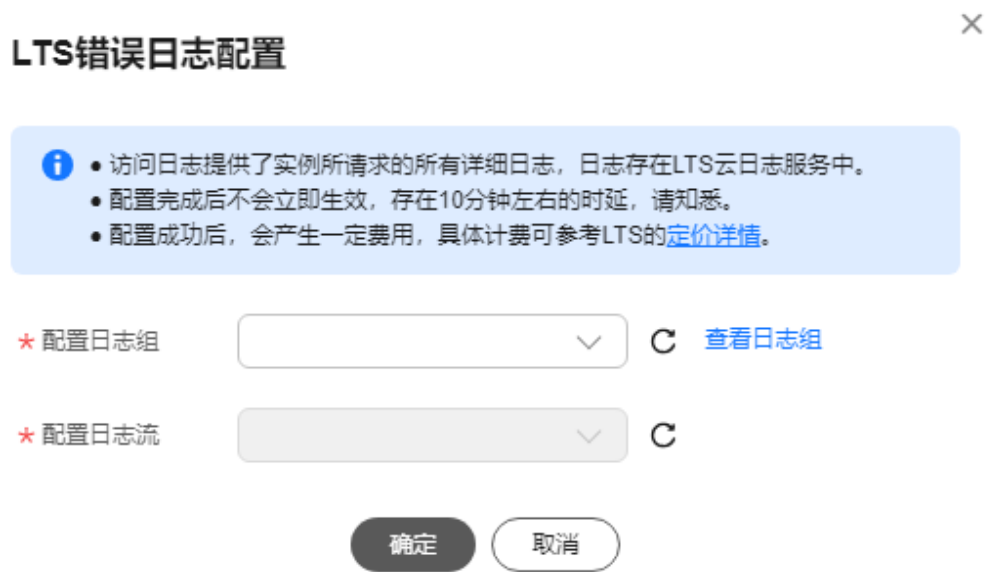 LTS错误日志配置
● 访问日志提供了实例所请求的所有详细日志，日志存在LTS云日志服务中。
● 配置完成后不会立即生效，存在10分钟左右的时延，请知悉。
● 配置成功后，会产生一定费用，具体计费可参考LTS的定价详情。
* 配置日志组 查看日志组
* 配置日志流
确定 取消